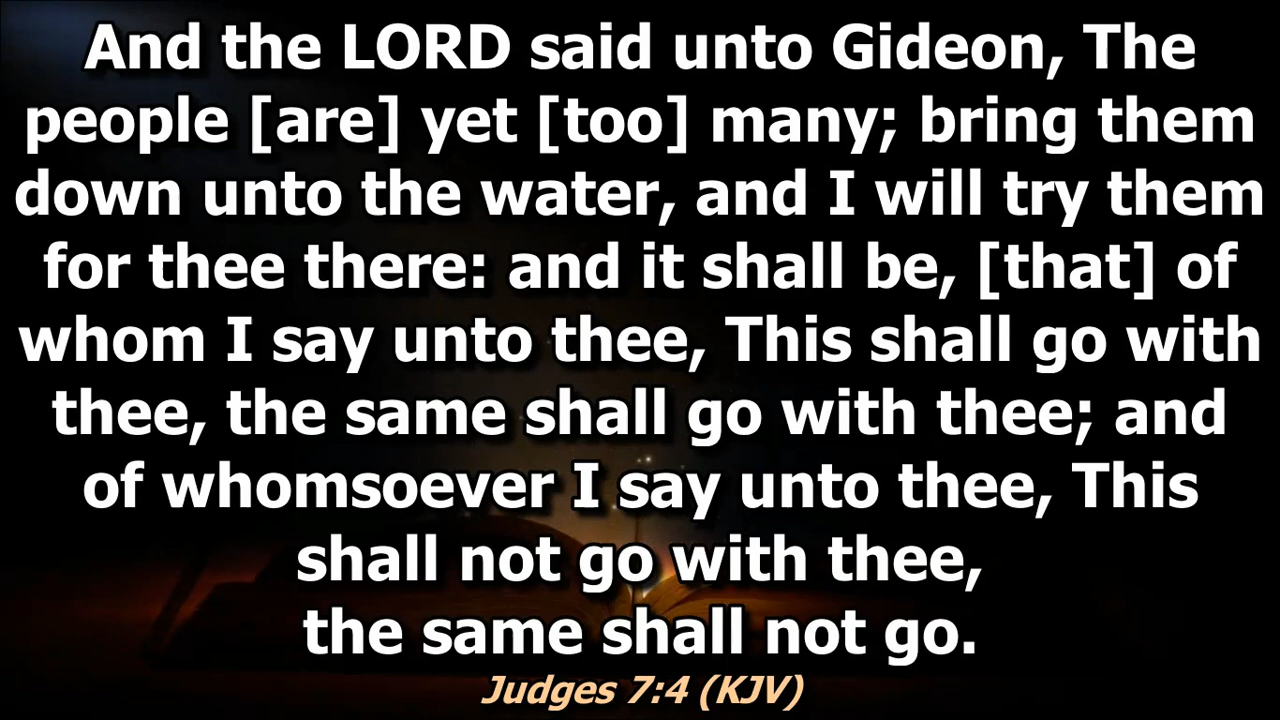 And the LORD said unto Gideon, The
people [are] yet [too] many; bring them
down unto the water, and I will try them
for thee there: and it shall be, [that] of
whom I say unto thee, This shall go with
thee, the same shall go with thee; and
of whomsoever I say unto thee, This
shall not go with thee,
the same shall not go.
Judges 7:4 (KJV)